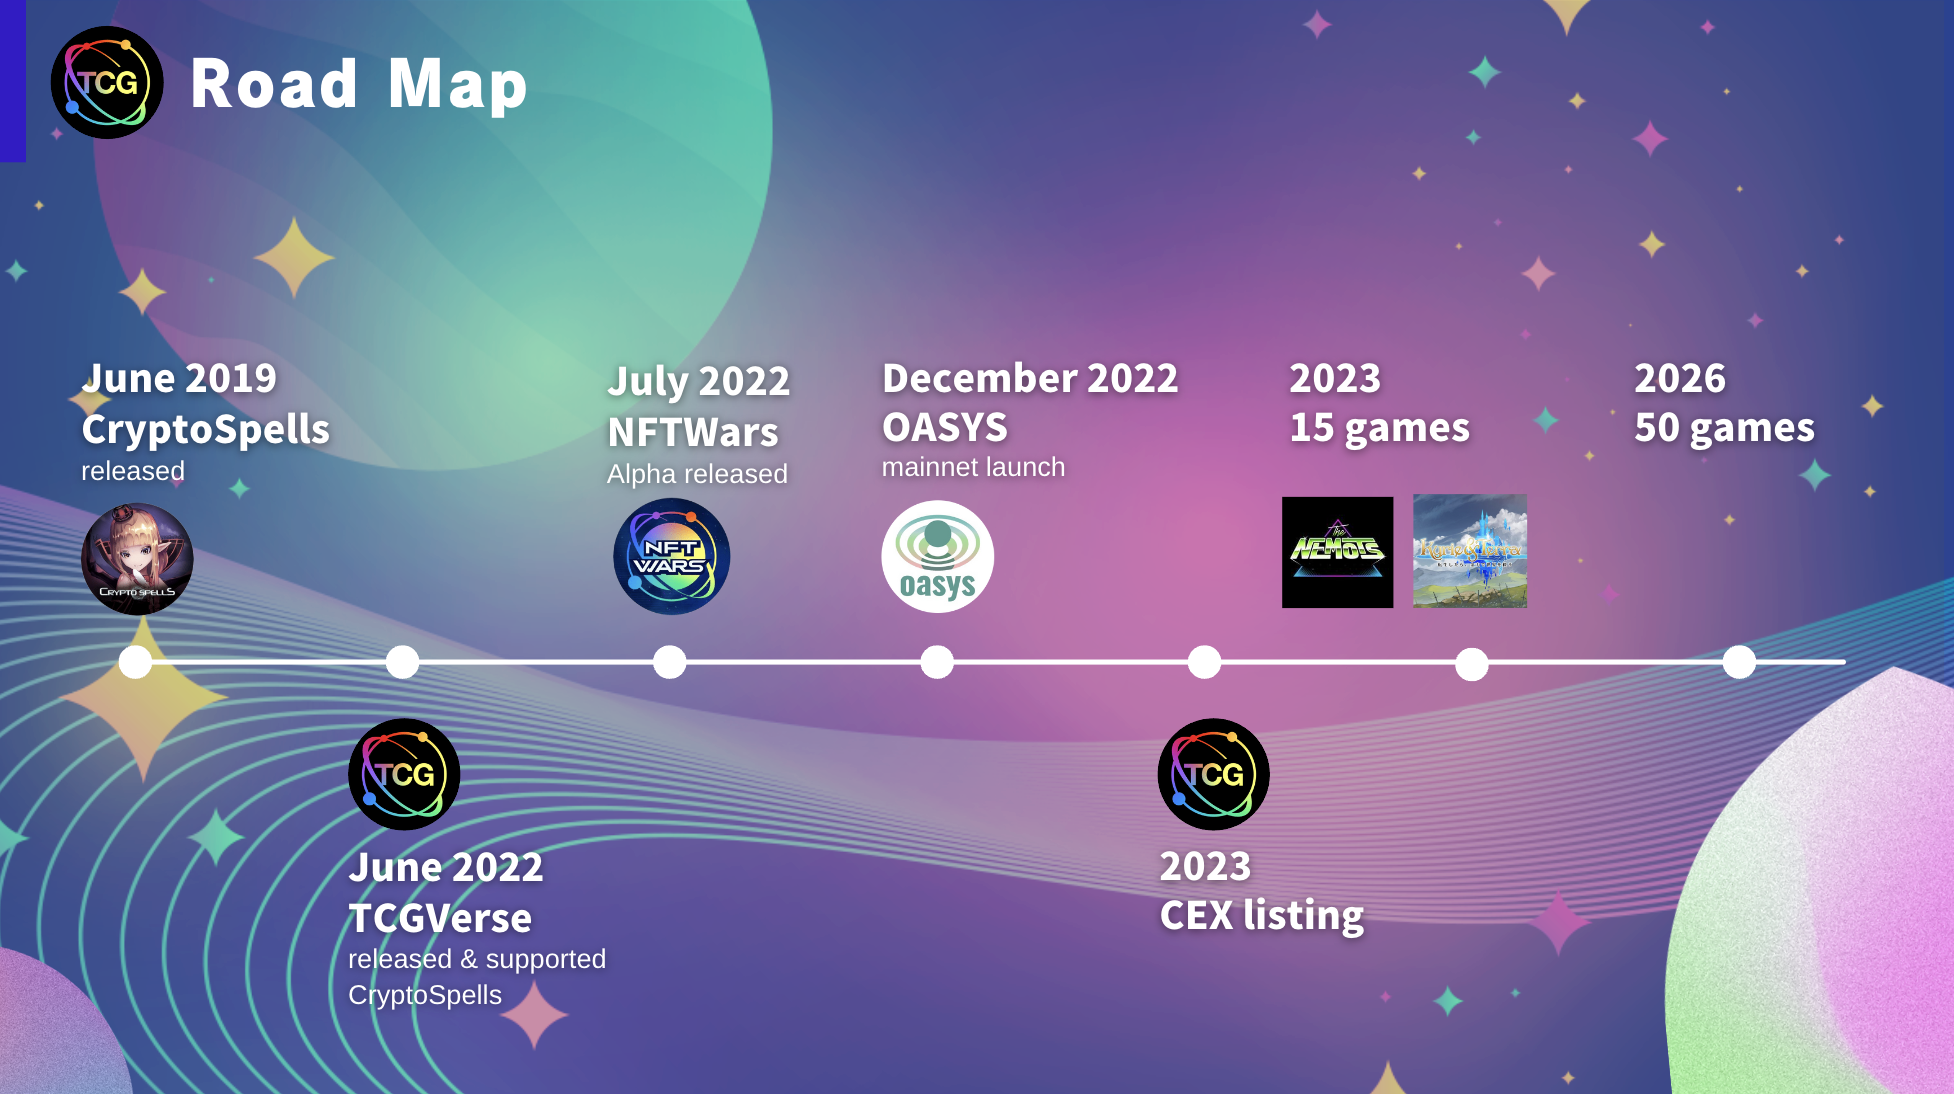 TCG
Road Map
June 2019
CryptoSpells
released
CRYPTO SPELLS
July 2022
NFTWars
Alpha released
NFT
WARS
December 2022
OASYS
mainnet launch
oasys
2023
15 games
the
NEMOTS
2026
50 games
TCG
June 2022
TCGVerse
released & supported
CryptoSpells
TCG
2023
CEX listing